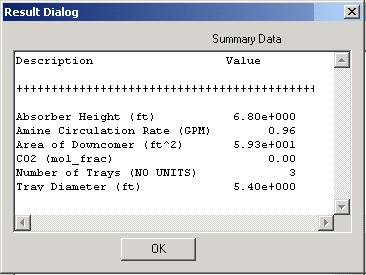 Result Dialog
Summary Data
Description Value
++++++++++++++++++++++++++++++++++++++++++
Absorber Height (ft) 6.80e+000
Amine Circulation Rate (GPM) 0.96
Area of Downcomer (ft^2) 5.93e+001
CO2 (mol_frac) 0.00
Number of Trays (NO UNITS) 3
Tray Diameter (ft) 5.40e+000
OK